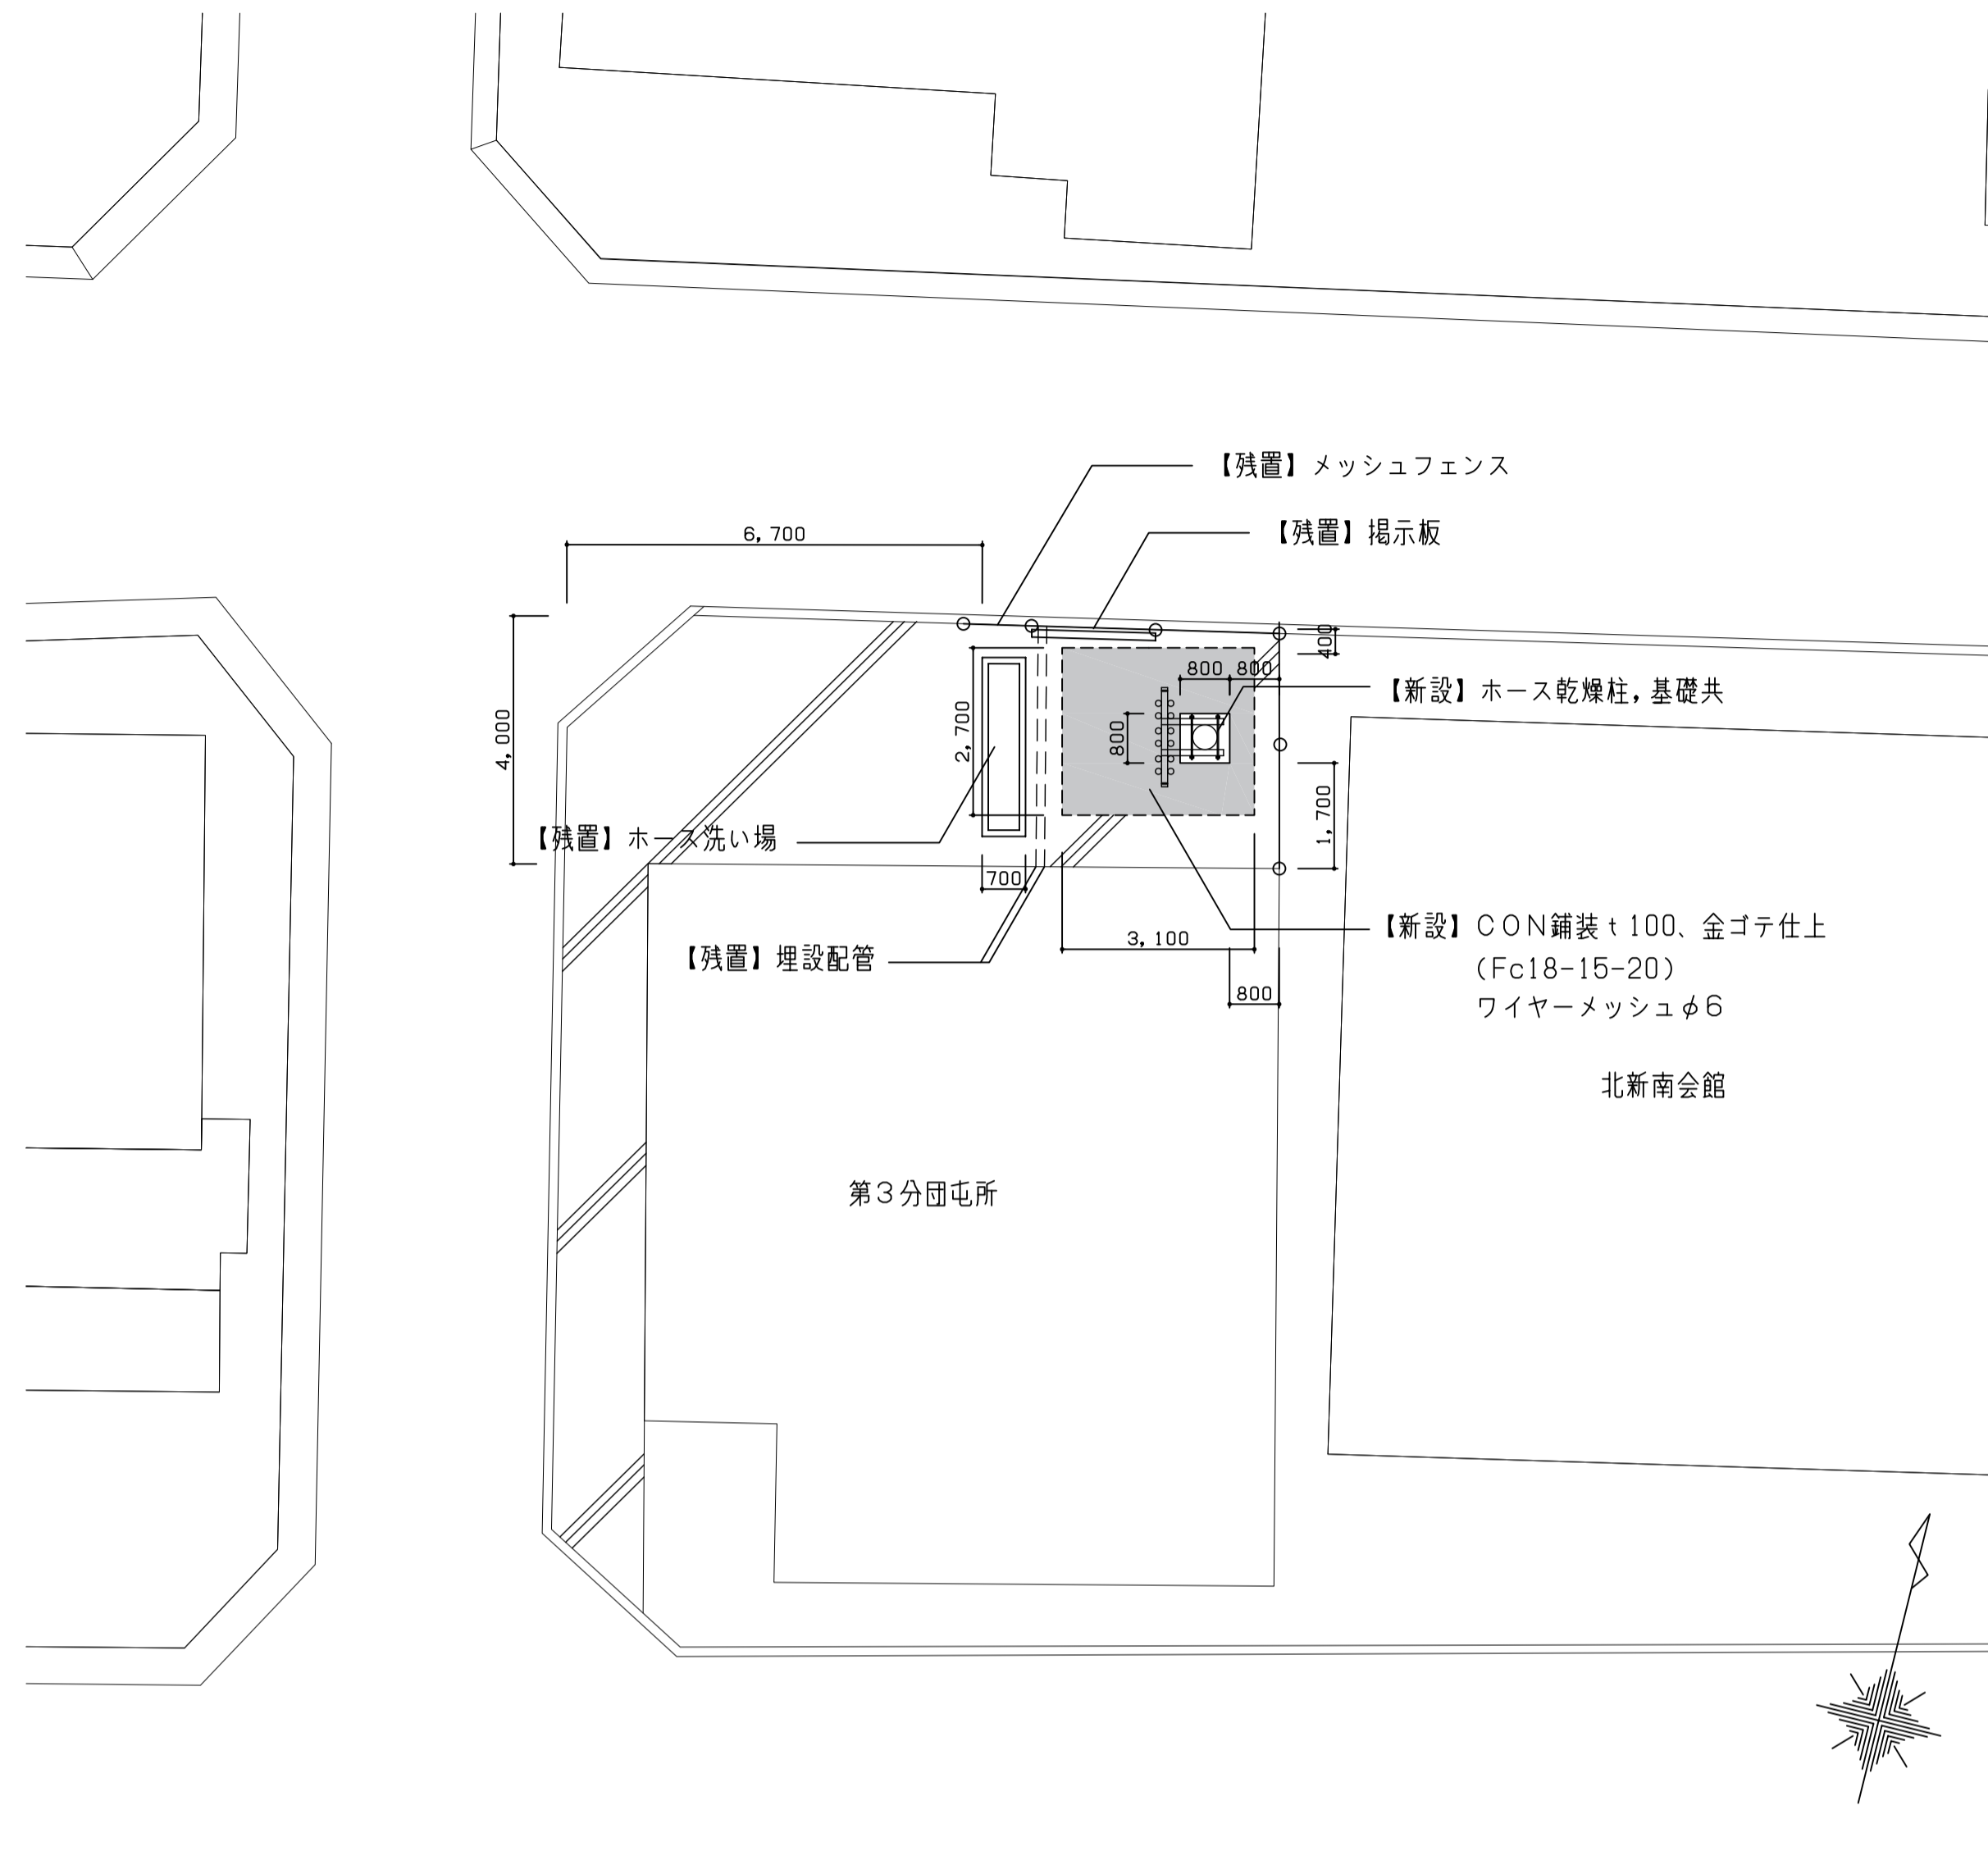 【残置】メッシュフェンス
【残置】掲示板
6,700
400
800
800
【新設】ホース乾燥柱,基礎共
4,000
2,700
800
1,700
【残置】ホース洗い場
700
【新設】CON鋪装t100、金ゴテ仕上
(Fc18-15-20)
ワイヤーメッシュφ6
3,100
【残置】埋設配管
800
北新南会館
第3分団屯所